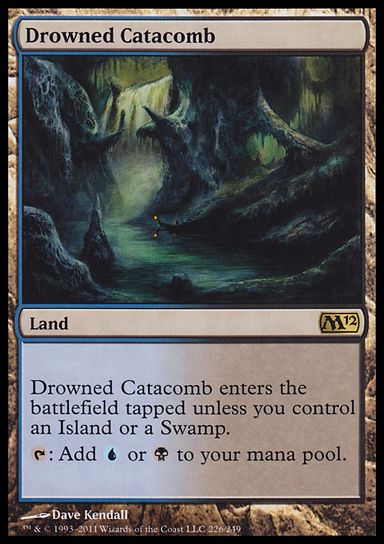 Drowned Catacomb
Land
M12
Drowned Catacomb enters the
battlefield tapped unless you control
an Island or a Swamp.
: Add or to your mana pool.
Dave Kendall
™ & © 1993–2011 Wizards of the Coast LLC 226/249